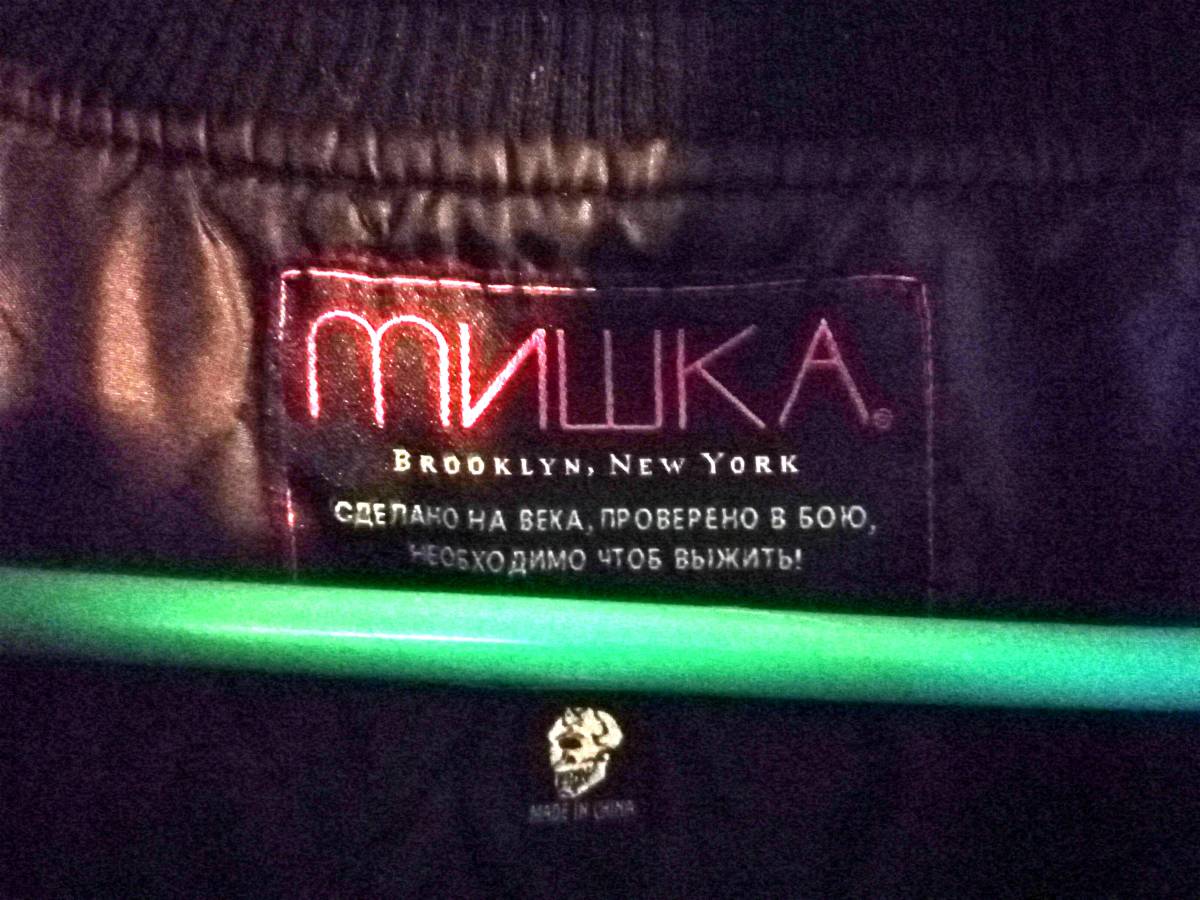 МИШКА®
BROOKLYN, NEW YORK
СДЕЛАНО НА ВЕКА, ПРОВЕРЕНО В БОЮ,
НЕОБХОДИМО ЧТОБ ВЫЖИТЬ!
MADE IN CHINA